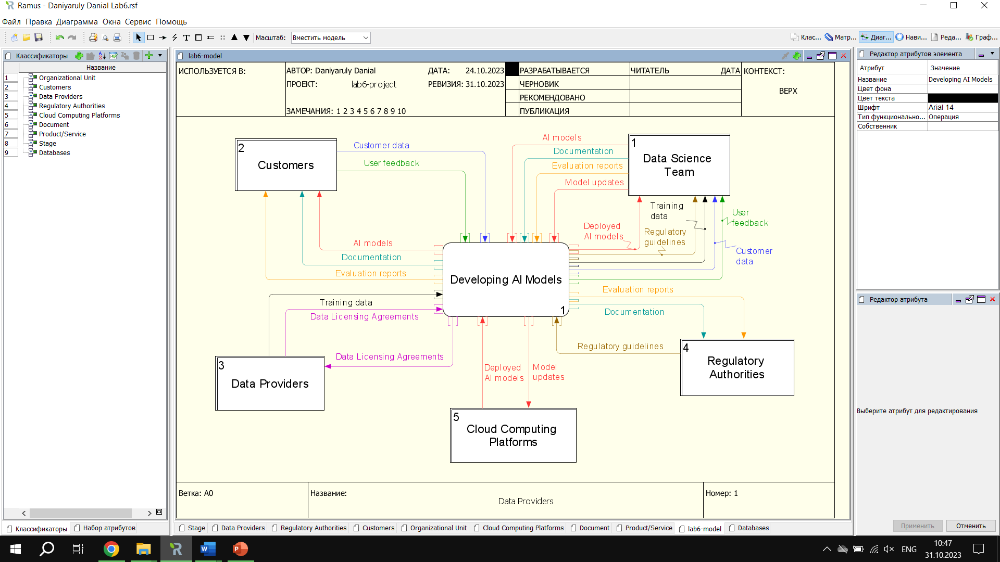 Ramus - Daniyaruly Danial Lab6.rsf
Файл Правка Диаграмма Окна Сервис Помощь
Масштаб: Вместить модель
Клас... Матр... Диаг... Нави... Реда... Граф...
Классификаторы
Название
1 Organizational Unit
2 Customers
3 Data Providers
4 Regulatory Authorities
5 Cloud Computing Platforms
6 Document
7 Product/Service
8 Stage
9 Databases
Классификаторы Набор атрибутов
lab6-model
ИСПОЛЬЗУЕТСЯ В:
АВТОР: Daniyaruly Danial
ДАТА: 24.10.2023
ПРОЕКТ: lab6-project
РЕВИЗИЯ: 31.10.2023
ЗАМЕЧАНИЯ: 1 2 3 4 5 6 7 8 9 10
РАЗРАБАТЫВАЕТСЯ
ЧЕРНОВИК
РЕКОМЕНДОВАНО
ПУБЛИКАЦИЯ
ЧИТАТЕЛЬ ДАТА
КОНТЕКСТ:
ВЕРХ
2
Customers
Customer data
User feedback
AI models
Documentation
Evaluation reports
Model updates
1
Data Science
Team
Training
data
User
feedback
Deployed
AI models
Regulatory
guidelines
Customer
data
AI models
Documentation
Evaluation reports
Developing AI Models
1
Training data
Data Licensing Agreements
Evaluation reports
Documentation
Regulatory guidelines
Data Licensing Agreements
3
Data Providers
Deployed
AI models
Model
updates
4
Regulatory
Authorities
5
Cloud Computing
Platforms
Ветка: A0
Название:
Data Providers
Номер: 1
Stage Data Providers Regulatory Authorities Customers Organizational Unit Cloud Computing Platforms Document Product/Service lab6-model Databases
Редактор атрибутов элемента
Атрибут Значение
Название Developing AI Models
Цвет фона
Цвет текста
Шрифт Arial 14
Тип функционально... Операция
Собственник
Редактор атрибута
Выберите атрибут для редактирования
Применить Отменить
ENG
10:47
31.10.2023